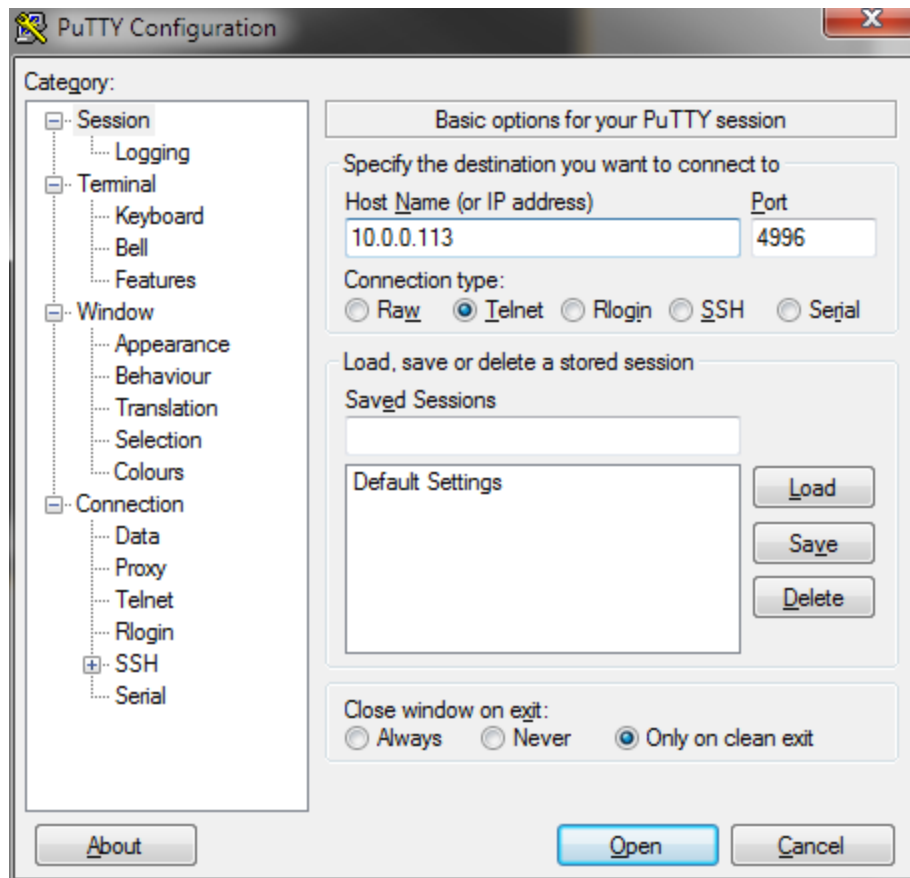 PuTTY Configuration
Category:
Session
Logging
Terminal
Keyboard
Bell
Features
Window
Appearance
Behaviour
Translation
Selection
Colours
Connection
Data
Proxy
Telnet
Rlogin
SSH
Serial
Basic options for your PuTTY session
Specify the destination you want to connect to
Host Name (or IP address) Port
10.0.0.113 4996
Connection type:
Raw Telnet Rlogin SSH Serial
Load, save or delete a stored session
Saved Sessions
Default Settings
Load
Save
Delete
Close window on exit:
Always Never Only on clean exit
About Open Cancel